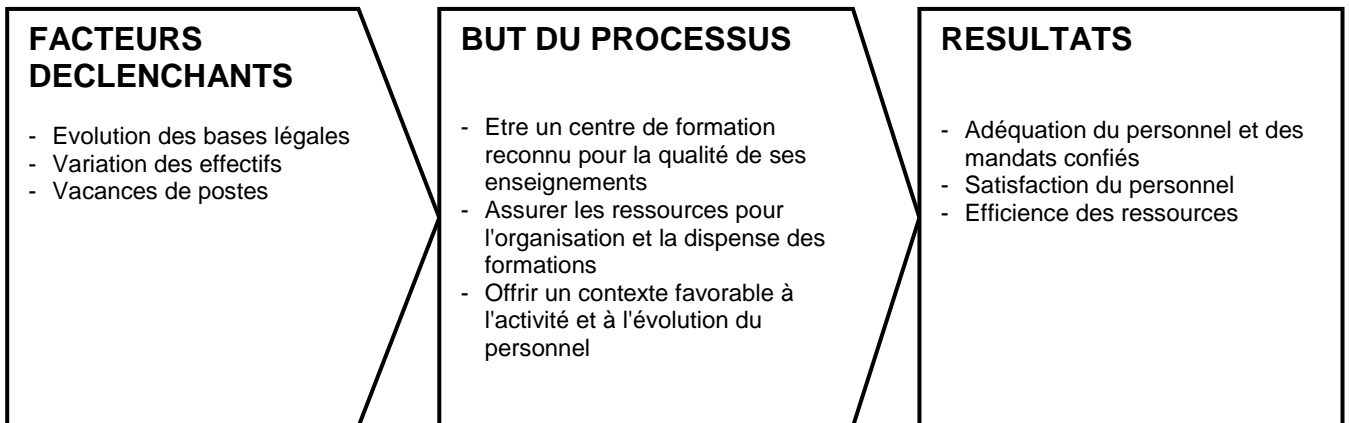 FACTEURS
DECLENCHANTS
- Evolution des bases légales
- Variation des effectifs
- Vacances de postes
BUT DU PROCESSUS
- Etre un centre de formation
reconnu pour la qualité de ses
enseignements
- Assurer les ressources pour
l'organisation et la dispense des
formations
- Offrir un contexte favorable à
l'activité et à l'évolution du
personnel
RESULTATS
- Adéquation du personnel et des
mandats confiés
- Satisfaction du personnel
- Efficience des ressources